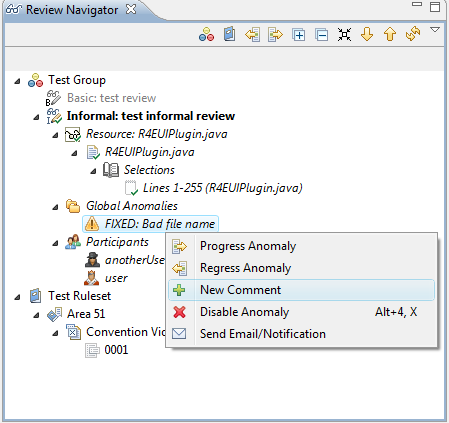 Review Navigator
Test Group
Basic: test review
Informal: test informal review
Resource: R4EUIPlugin.java
R4EUIPlugin.java
Selections
Lines 1-255 (R4EUIPlugin.java)
Global Anomalies
FIXED: Bad file name
Participants
Progress Anomaly
anotherUse
Regress Anomaly
user
New Comment
Test Ruleset
Disable Anomaly Alt+4, X
Area 51
Send Email/Notification
Convention Vio
0001